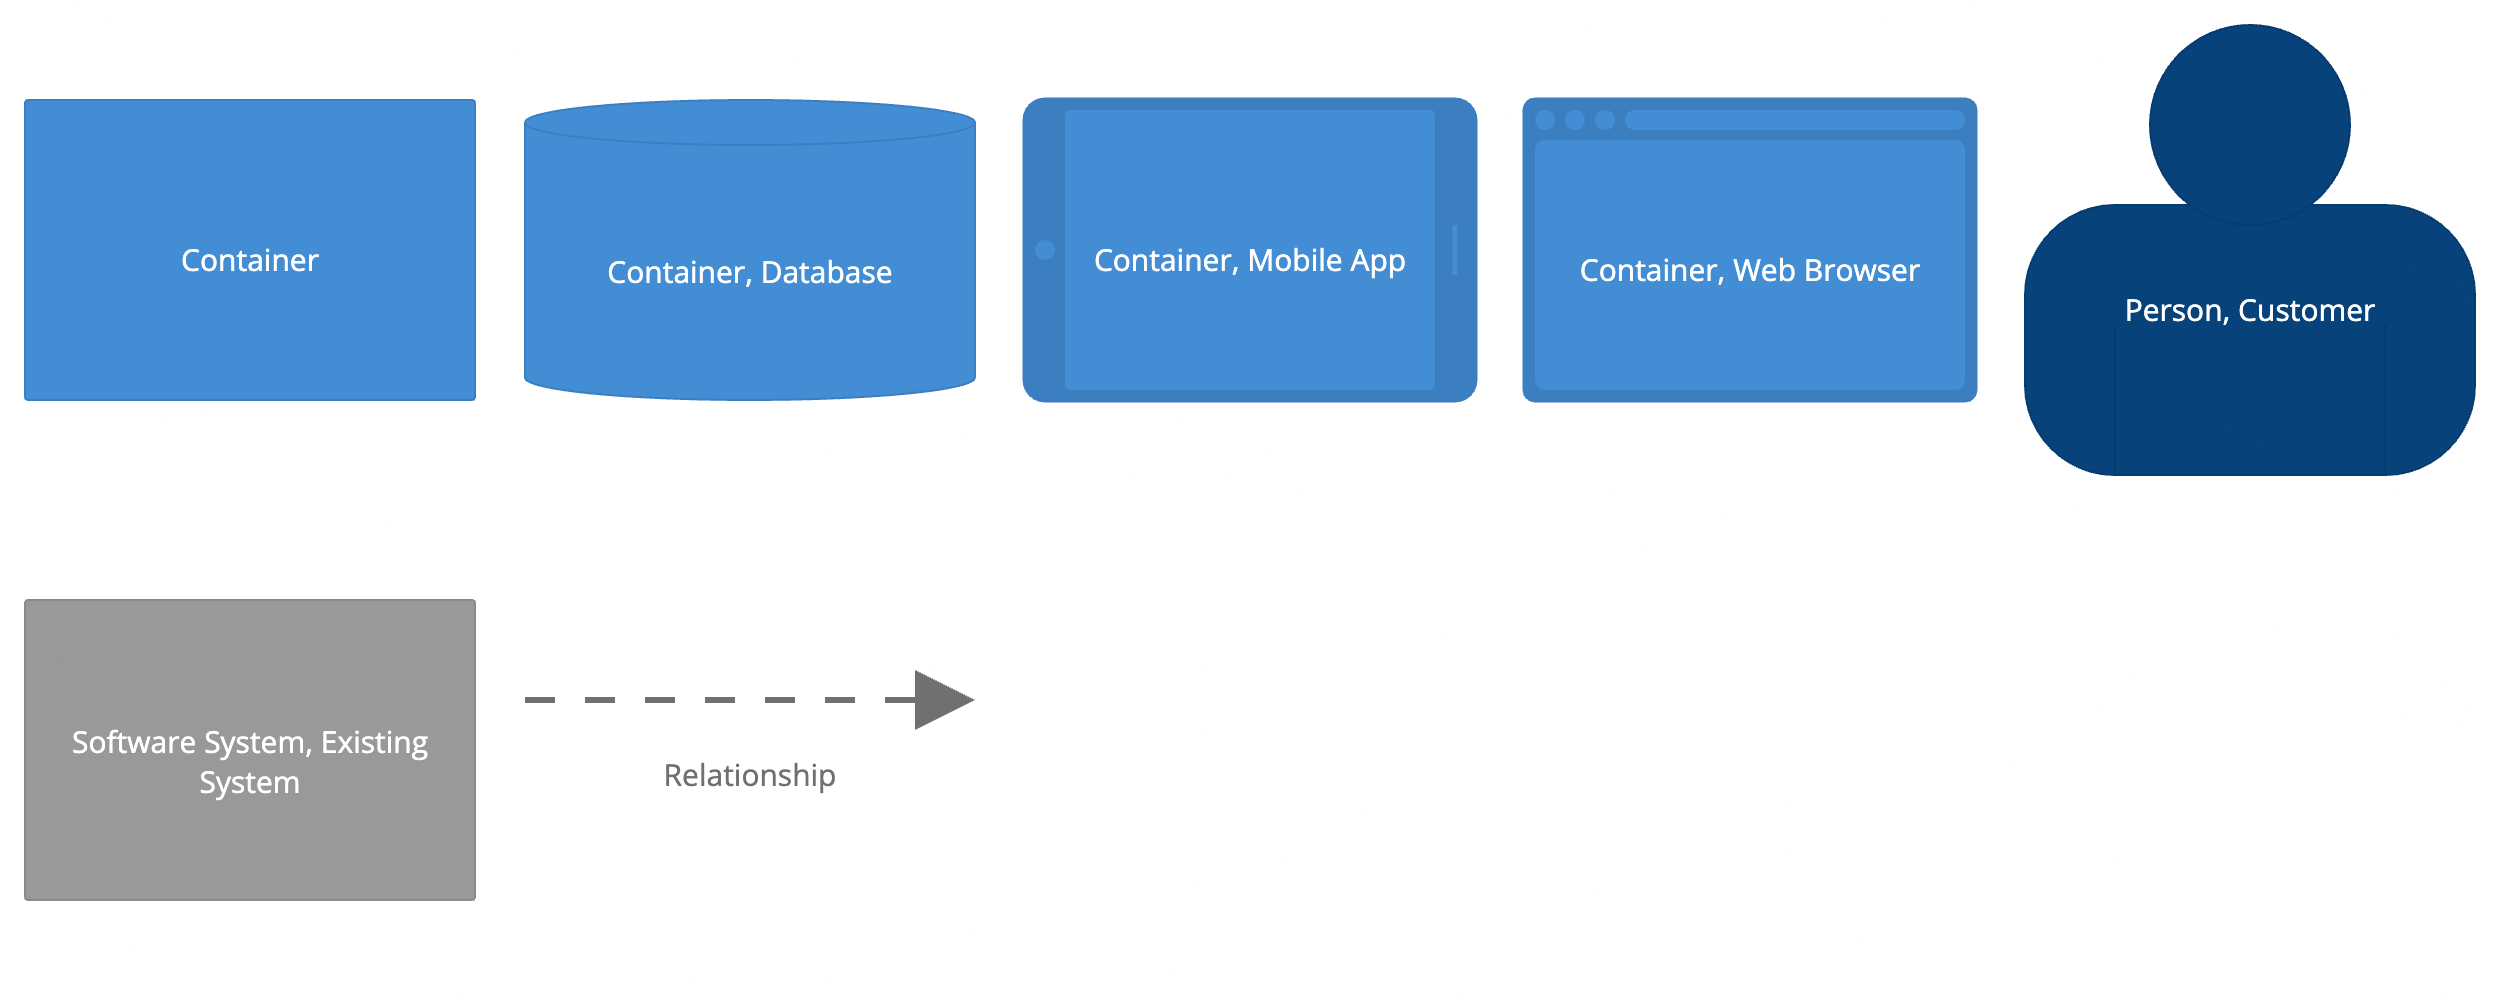 Container
Container, Database
Container, Mobile App
Container, Web Browser
Person, Customer
Software System, Existing
System
Relationship